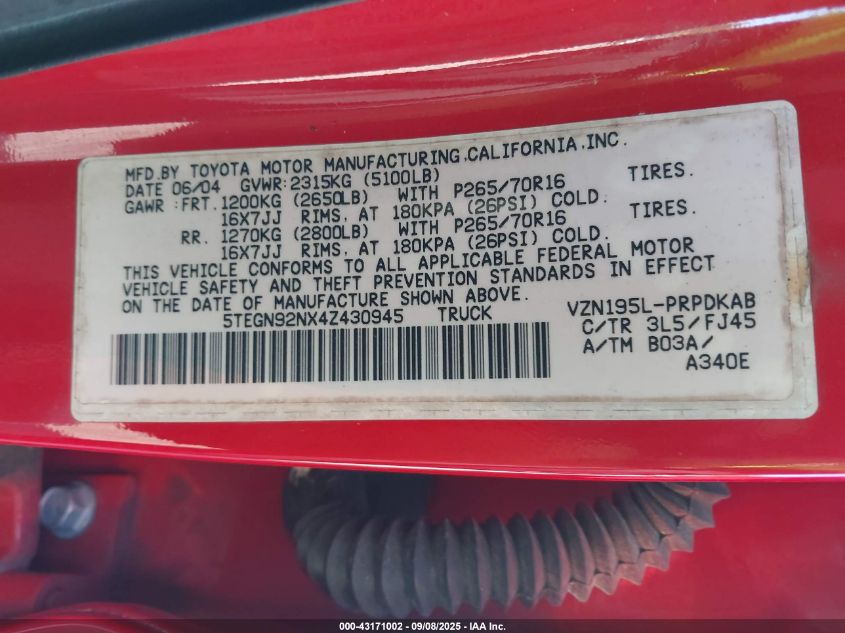 MFD.BY TOYOTA MOTOR MANUFACTURING,CALIFORNIA,INC.
DATE 06/04 GVWR:2315KG (5100LB)
GAWR:FRT.1200KG (2650LB) WITH P265/70R16 TIRES.
16X7JJ RIMS, AT 180KPA (26PSI) COLD.
RR. 1270KG (2800LB) WITH P265/70R16 TIRES.
16X7JJ RIMS, AT 180KPA (26PSI) COLD.
THIS VEHICLE CONFORMS TO ALL APPLICABLE FEDERAL MOTOR
VEHICLE SAFETY AND THEFT PREVENTION STANDARDS IN EFFECT
ON THE DATE OF MANUFACTURE SHOWN ABOVE.
5TEGN92NX4Z430945 TRUCK VZN195L-PRPDKAB
C/TR 3L5/FJ45
A/TM B03A/
A340E
000-43171002 - 09/08/2025 - IAA Inc.